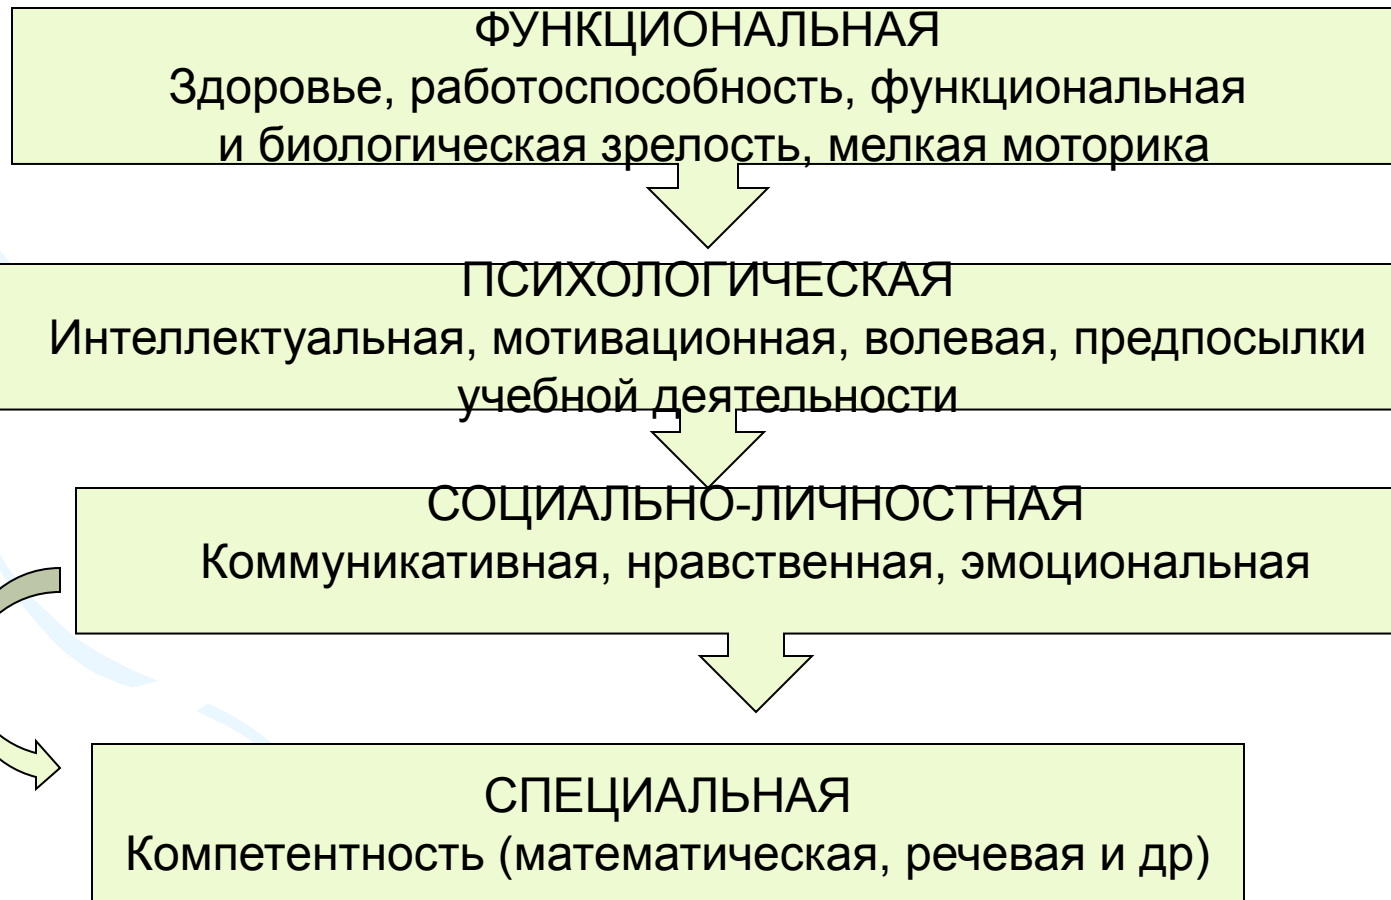 ФУНКЦИОНАЛЬНАЯ
Здоровье, работоспособность, функциональная
и биологическая зрелость, мелкая моторика
ПСИХОЛОГИЧЕСКАЯ
Интеллектуальная, мотивационная, волевая, предпосылки
учебной деятельности
СОЦИАЛЬНО-ЛИЧНОСТНАЯ
Коммуникативная, нравственная, эмоциональная
СПЕЦИАЛЬНАЯ
Компетентность (математическая, речевая и др)